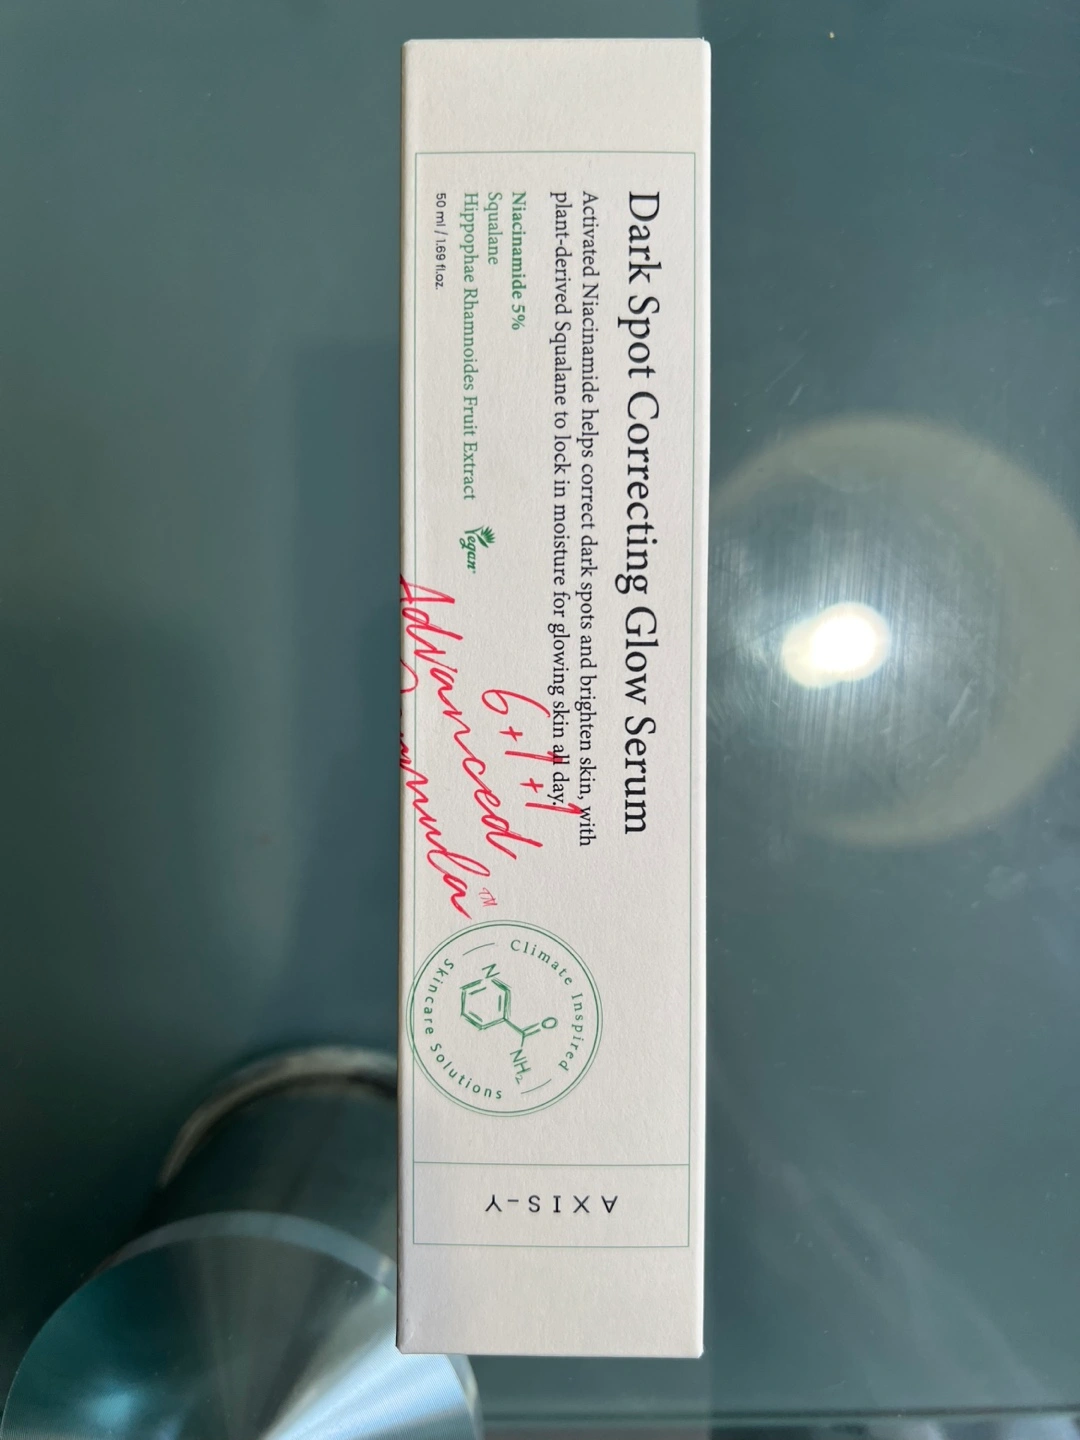 Dark Spot Correcting Glow Serum
Activated Niacinamide helps correct dark spots and brighten skin, with
plant-derived Squalane to lock in moisture for glowing skin all day.
Niacinamide 5%
Squalane
Hippophae Rhamnoides Fruit Extract
Vegan
50 ml / 1.69 fl.oz.
6+1+1
Advanced
TM
Climate Inspired
Skincare Solutions
N
O
NH₂
AXIS-Y